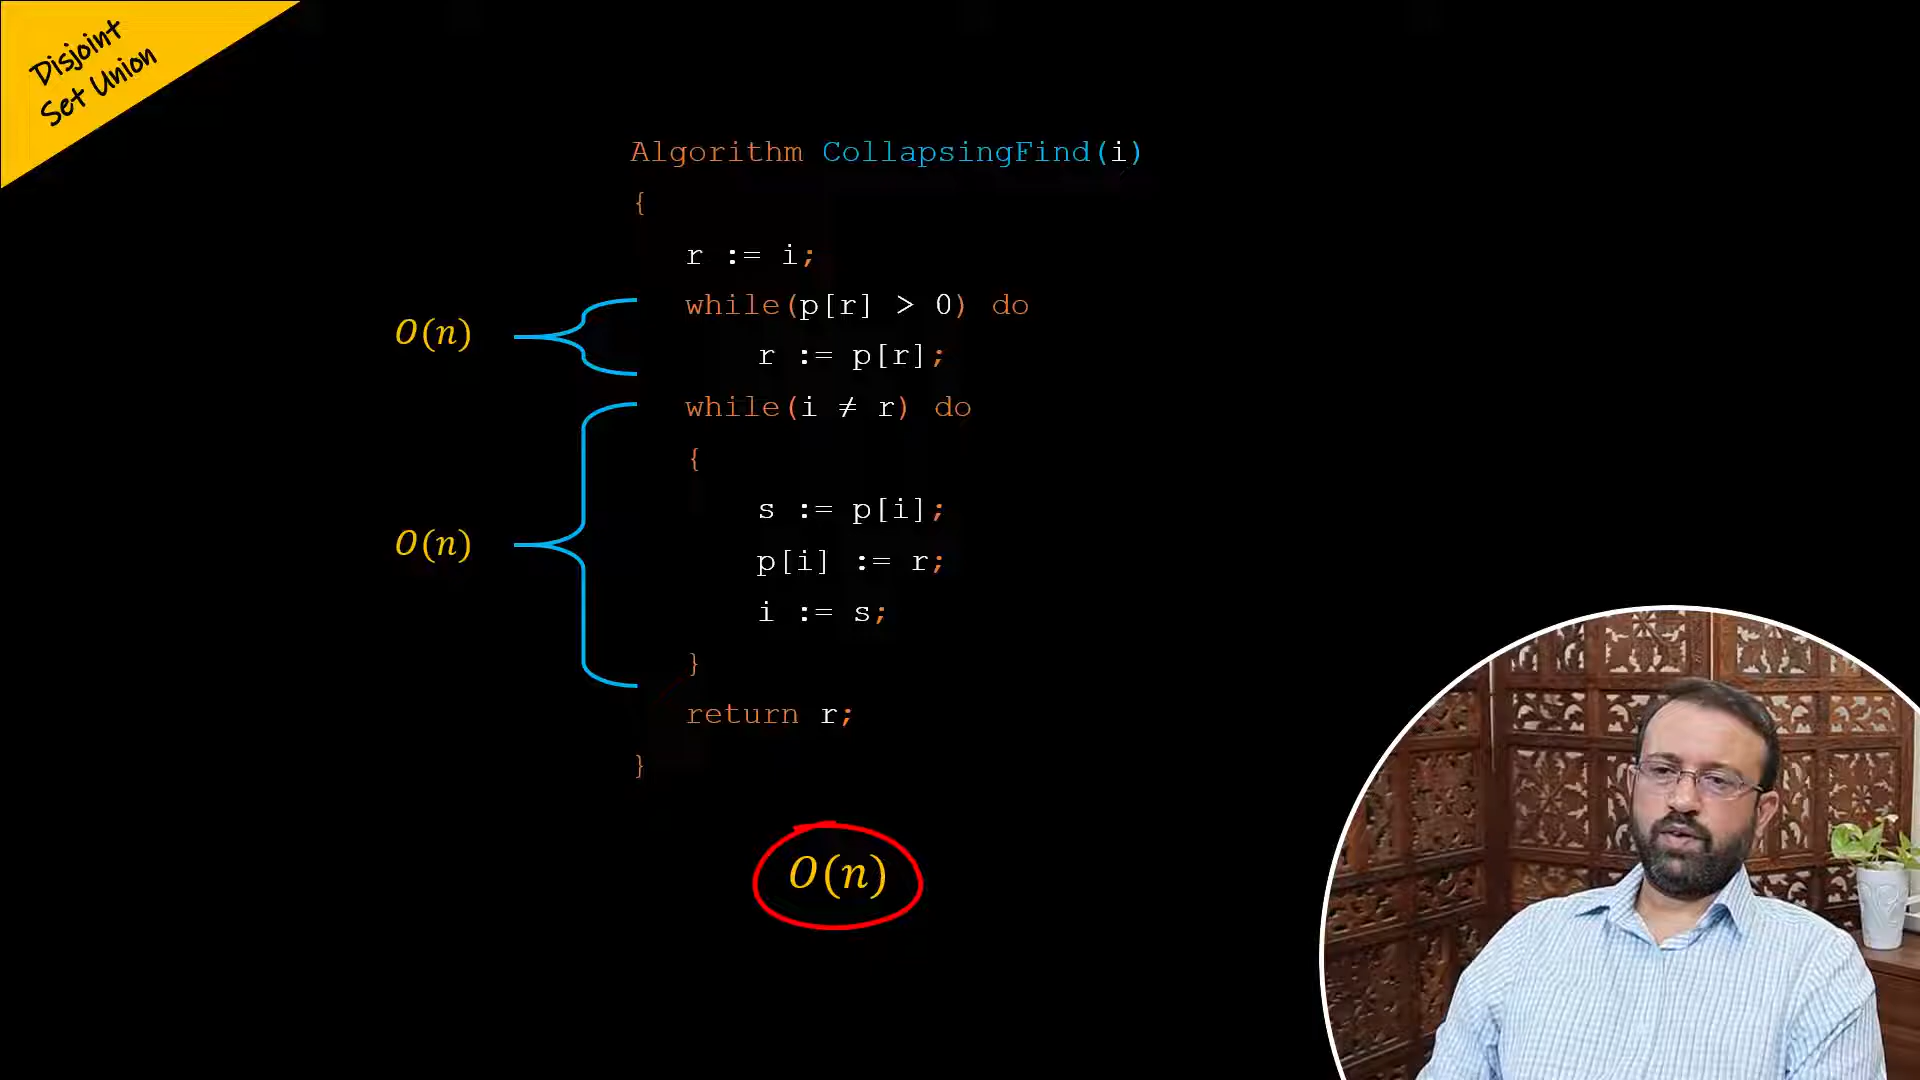 Disjoint
Set Union
Algorithm CollapsingFind(i)
{
r := i;
while(p[r] > 0) do
r := p[r];
O(n)
while(i ≠ r) do
{
s := p[i];
p[i] := r;
i := s;
}
O(n)
return r;
}
O(n)